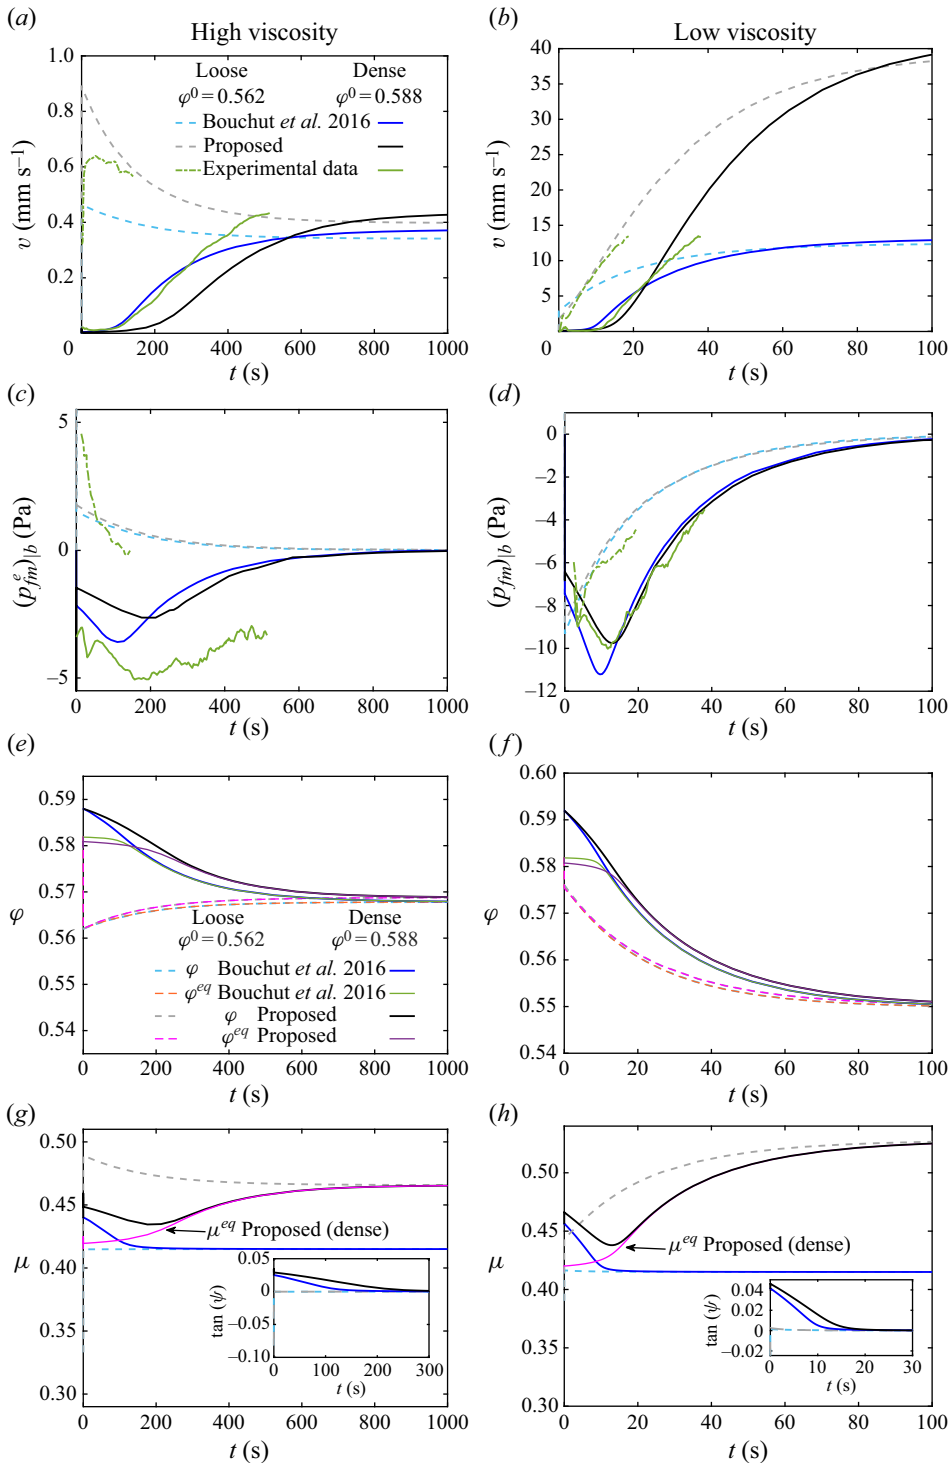 (a) High viscosity
(b) Low viscosity
1.0
0.8
0.6
0.4
0.2
v (mm s⁻¹)
Loose Dense
φ⁰ = 0.562 φ⁰ = 0.588
Bouchut et al. 2016
Proposed
Experimental data
0 200 400 600 800 1000
t (s)
40
35
30
25
20
15
10
5
v (mm s⁻¹)
0 20 40 60 80 100
t (s)
(c)
5
0
−5
(p^e_fm)|b (Pa)
0 200 400 600 800 1000
t (s)
(d)
0
−2
−4
−6
−8
−10
−12
(p_fm)|b (Pa)
0 20 40 60 80 100
t (s)
(e)
0.59
0.58
0.57
0.56
0.55
0.54
φ
Loose Dense
φ⁰ = 0.562 φ⁰ = 0.588
φ Bouchut et al. 2016
φ^eq Bouchut et al. 2016
φ Proposed
φ^eq Proposed
0 200 400 600 800 1000
t (s)
(f)
0.60
0.59
0.58
0.57
0.56
0.55
0.54
φ
0 20 40 60 80 100
t (s)
(g)
0.50
0.45
0.40
0.35
0.30
μ
μ^eq Proposed (dense)
0.05
0
−0.05
−0.10
tan (ψ)
0 100 200 300
t (s)
0 200 400 600 800 1000
t (s)
(h)
0.50
0.45
0.40
0.35
0.30
μ
μ^eq Proposed (dense)
0.04
0.02
0
−0.02
tan (ψ)
0 10 20 30
t (s)
0 20 40 60 80 100
t (s)